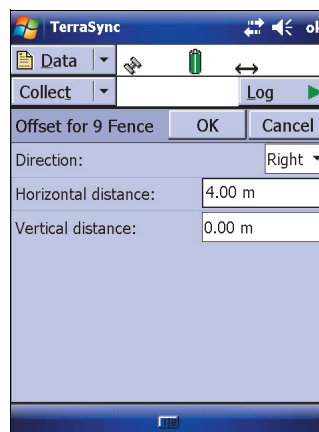 TerraSync ok
Data
Collect Log
Offset for 9 Fence OK Cancel
Direction: Right
Horizontal distance: 4.00 m
Vertical distance: 0.00 m